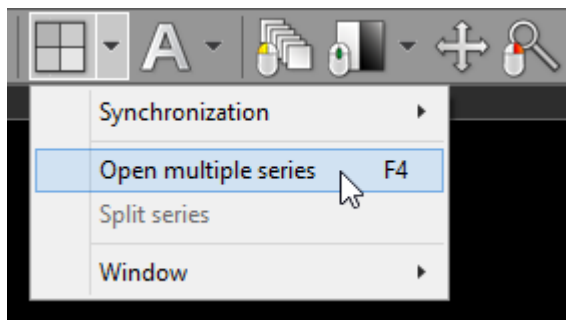 A
Synchronization
Open multiple series F4
Split series
Window